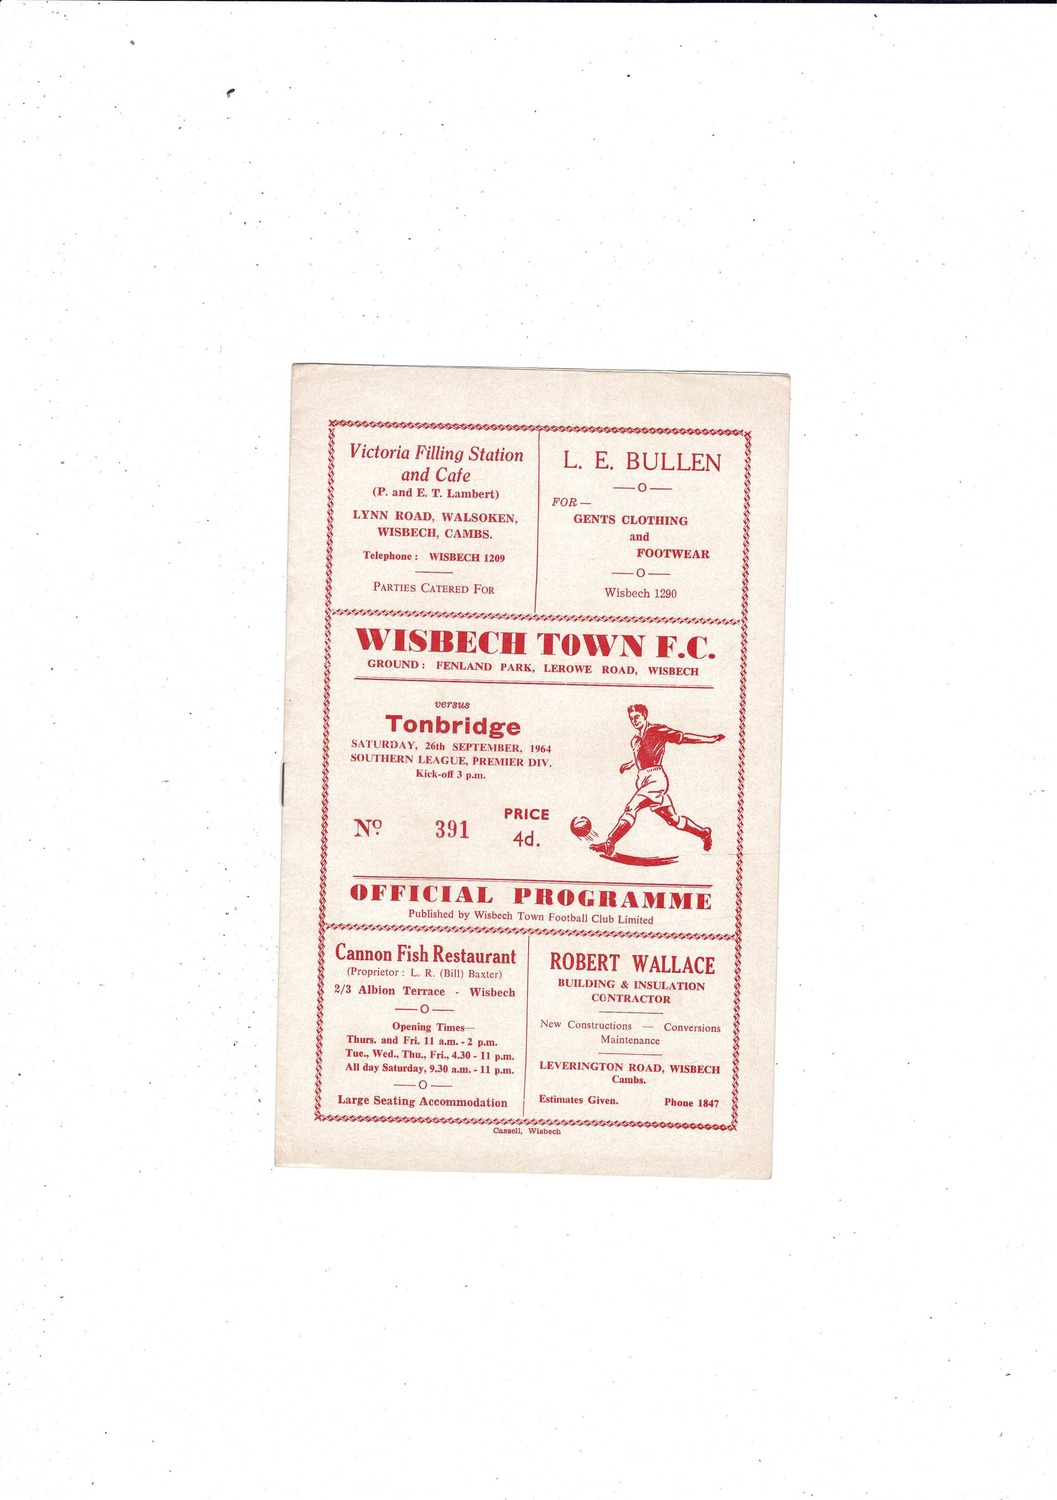 Victoria Filling Station
and Cafe
(P. and E. T. Lambert)
LYNN ROAD, WALSOKEN,
WISBECH, CAMBS.
Telephone : WISBECH 1209
PARTIES CATERED FOR
L. E. BULLEN
—O—
FOR—
GENTS CLOTHING
and
FOOTWEAR
—O—
Wisbech 1290
WISBECH TOWN F.C.
GROUND : FENLAND PARK, LEROWE ROAD, WISBECH
versus
Tonbridge
SATURDAY, 26th SEPTEMBER, 1964
SOUTHERN LEAGUE, PREMIER DIV.
Kick-off 3 p.m.
Nº 391
PRICE
4d.
OFFICIAL PROGRAMME
Published by Wisbech Town Football Club Limited
Cannon Fish Restaurant
(Proprietor : L. R. (Bill) Baxter)
2/3 Albion Terrace - Wisbech
—O—
Opening Times—
Thurs. and Fri. 11 a.m. - 2 p.m.
Tue., Wed., Thu., Fri., 4.30 - 11 p.m.
All day Saturday, 9.30 a.m. - 11 p.m.
—O—
Large Seating Accommodation
ROBERT WALLACE
BUILDING & INSULATION
CONTRACTOR
New Constructions — Conversions
Maintenance
LEVERINGTON ROAD, WISBECH
Cambs.
Estimates Given. Phone 1847
Cassell, Wisbech